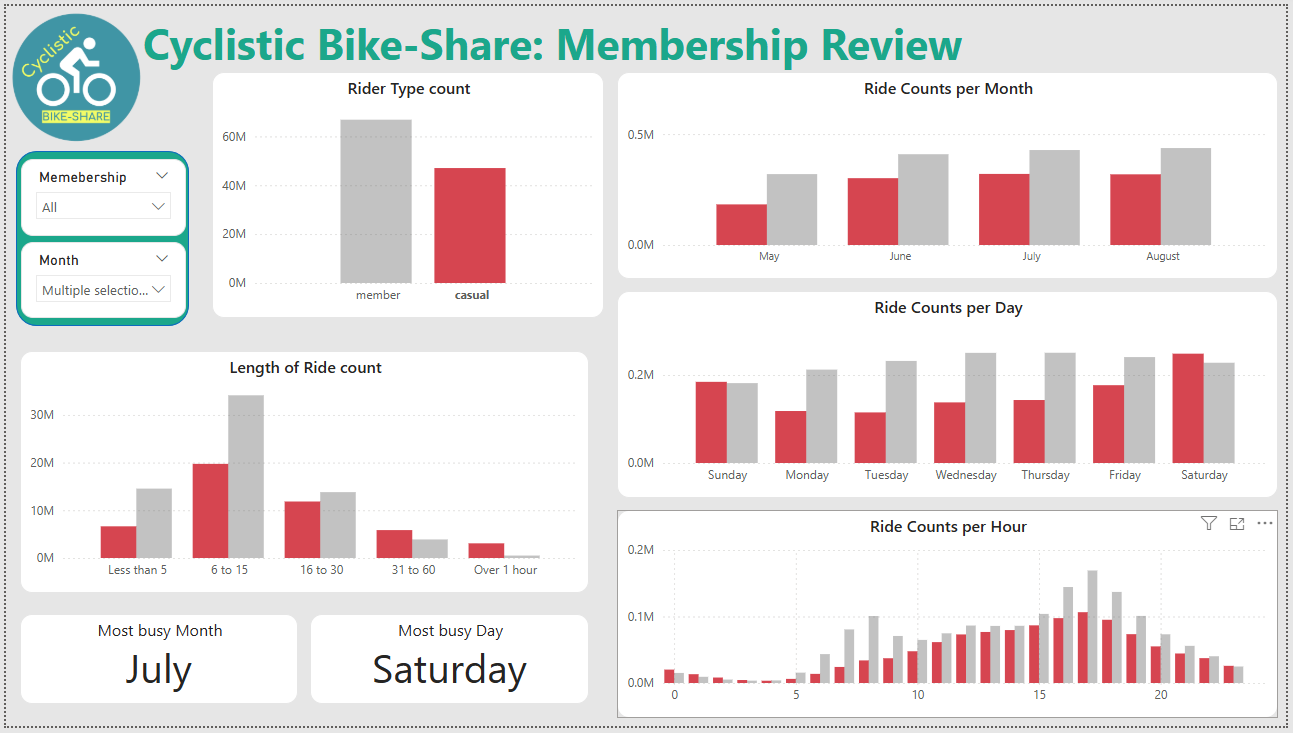 Cyclistic
BIKE-SHARE
Cyclistic Bike-Share: Membership Review
Memebership
All
Month
Multiple selectio...
Rider Type count
60M
40M
20M
0M
member
casual
Ride Counts per Month
0.5M
0.0M
May
June
July
August
Ride Counts per Day
0.2M
0.0M
Sunday
Monday
Tuesday
Wednesday
Thursday
Friday
Saturday
Length of Ride count
30M
20M
10M
0M
Less than 5
6 to 15
16 to 30
31 to 60
Over 1 hour
Ride Counts per Hour
0.2M
0.1M
0.0M
0
5
10
15
20
Most busy Month
July
Most busy Day
Saturday